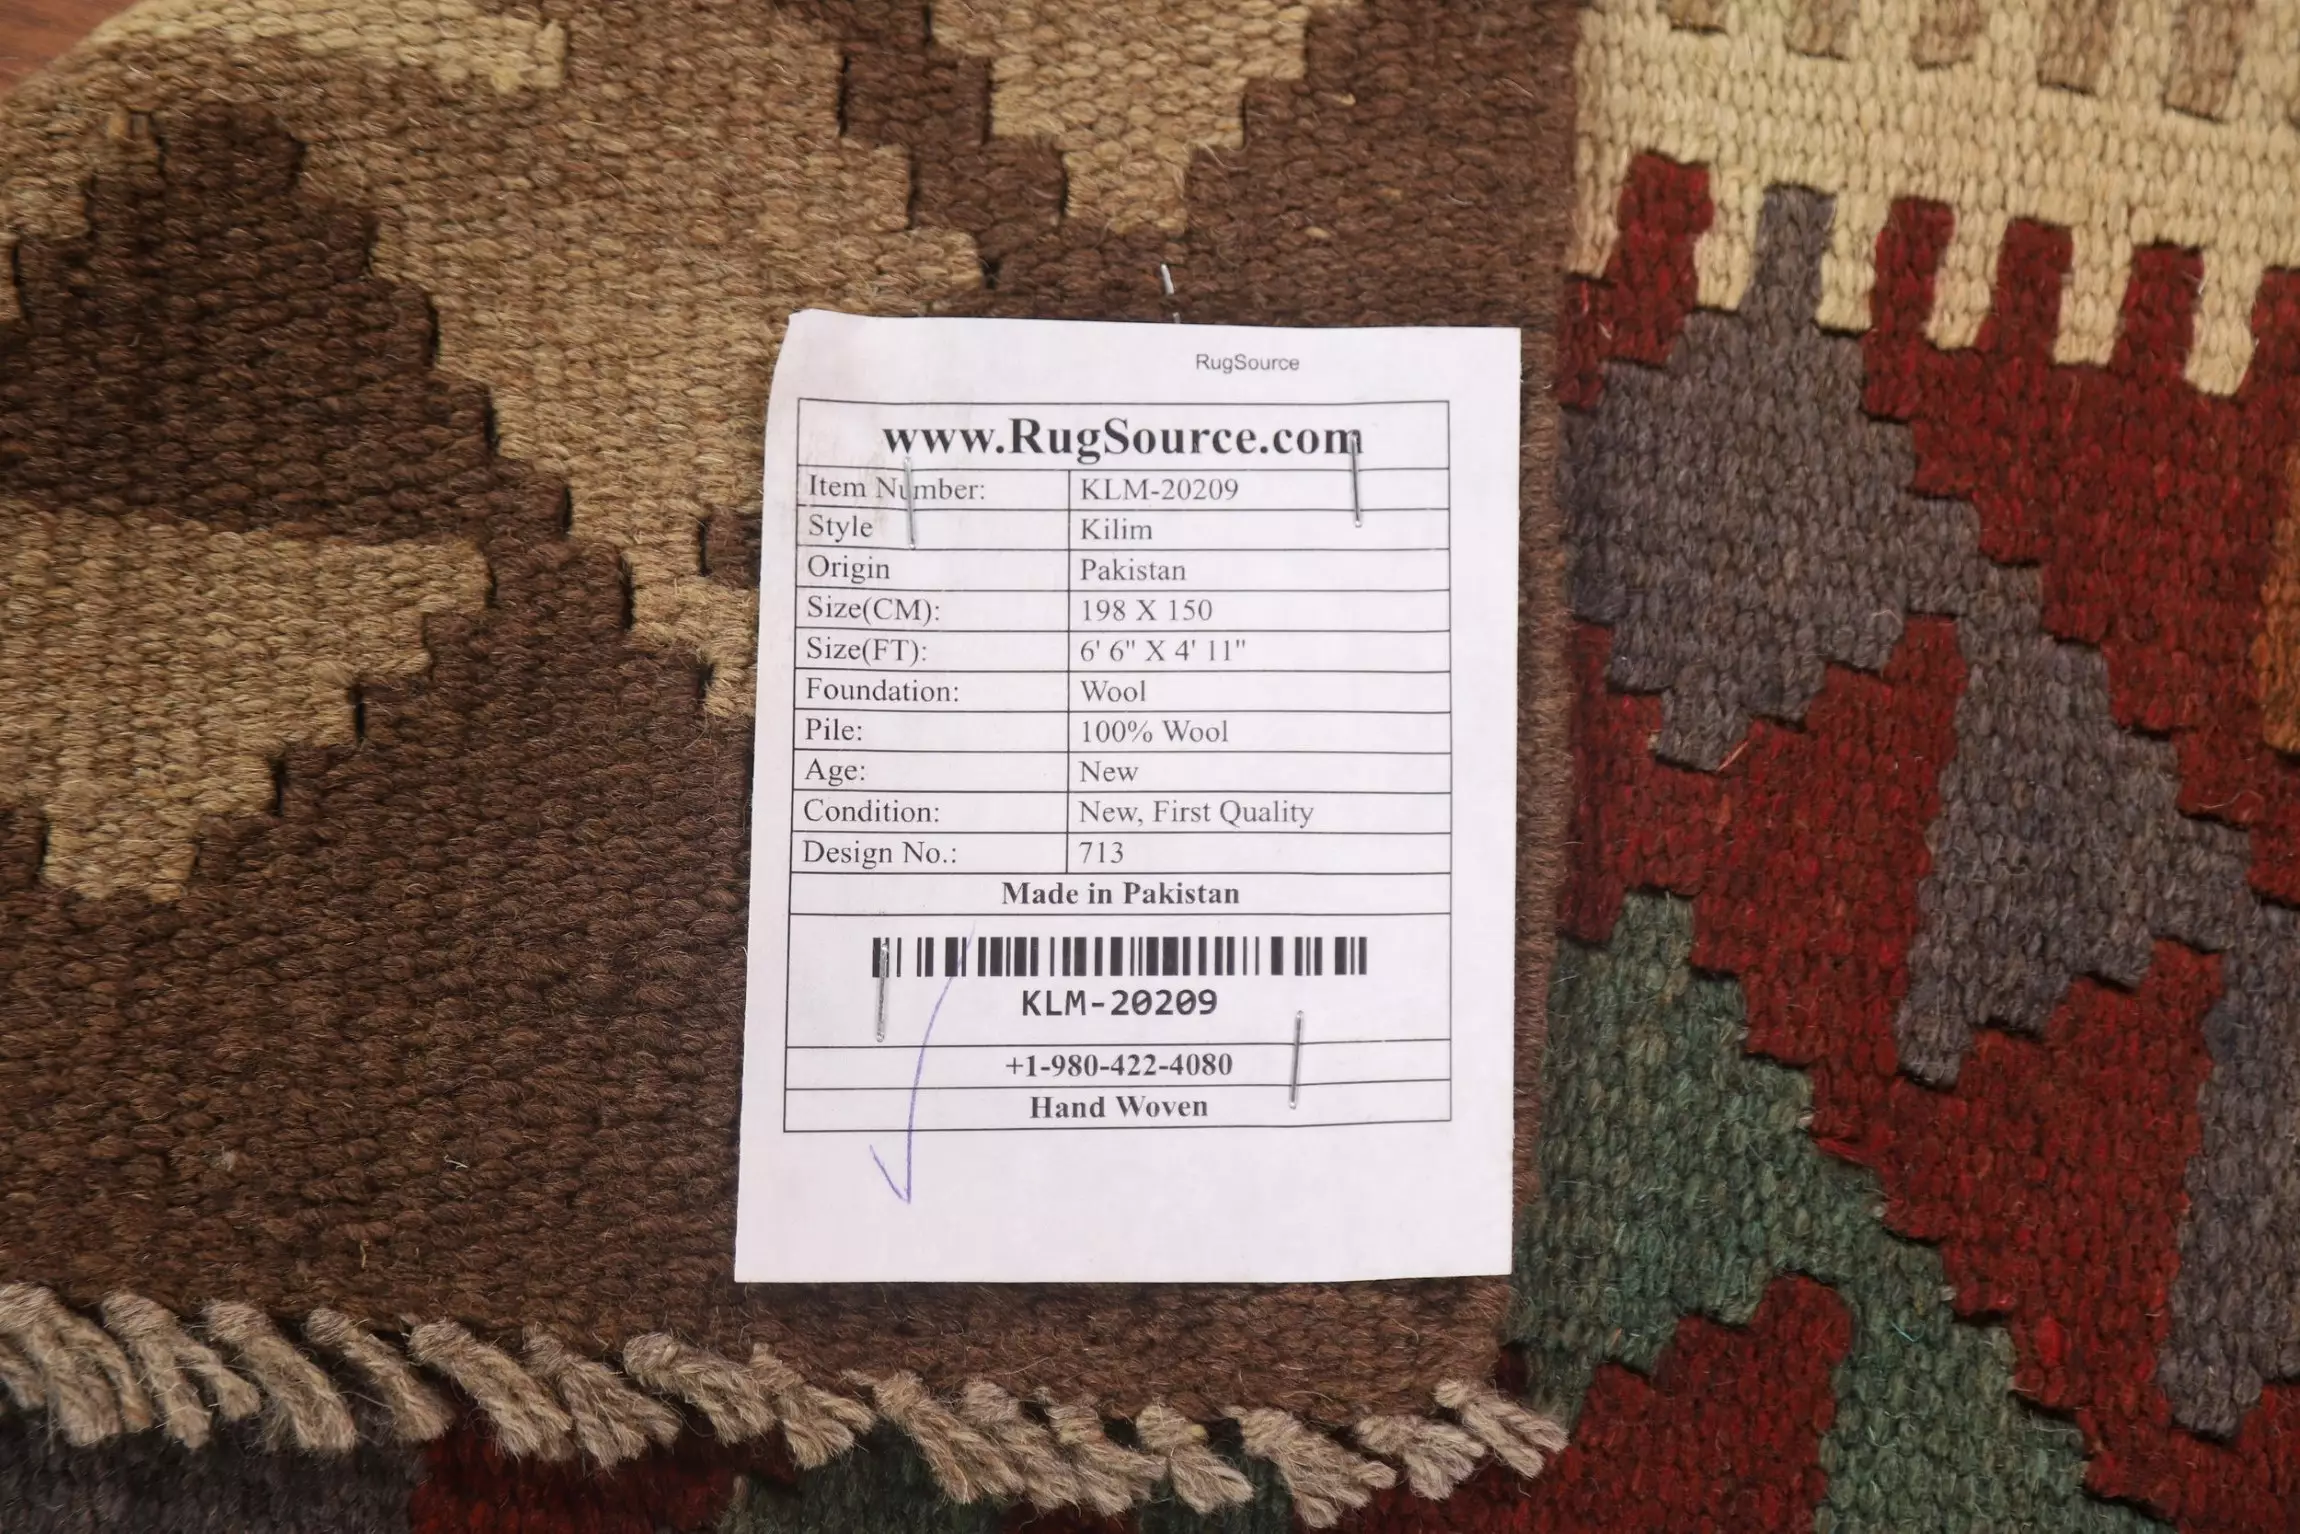 RugSource
www.RugSource.com
Item Number: KLM-20209
Style Kilim
Origin Pakistan
Size(CM): 198 X 150
Size(FT): 6' 6" X 4' 11"
Foundation: Wool
Pile: 100% Wool
Age: New
Condition: New, First Quality
Design No.: 713
Made in Pakistan
KLM-20209
+1-980-422-4080
Hand Woven